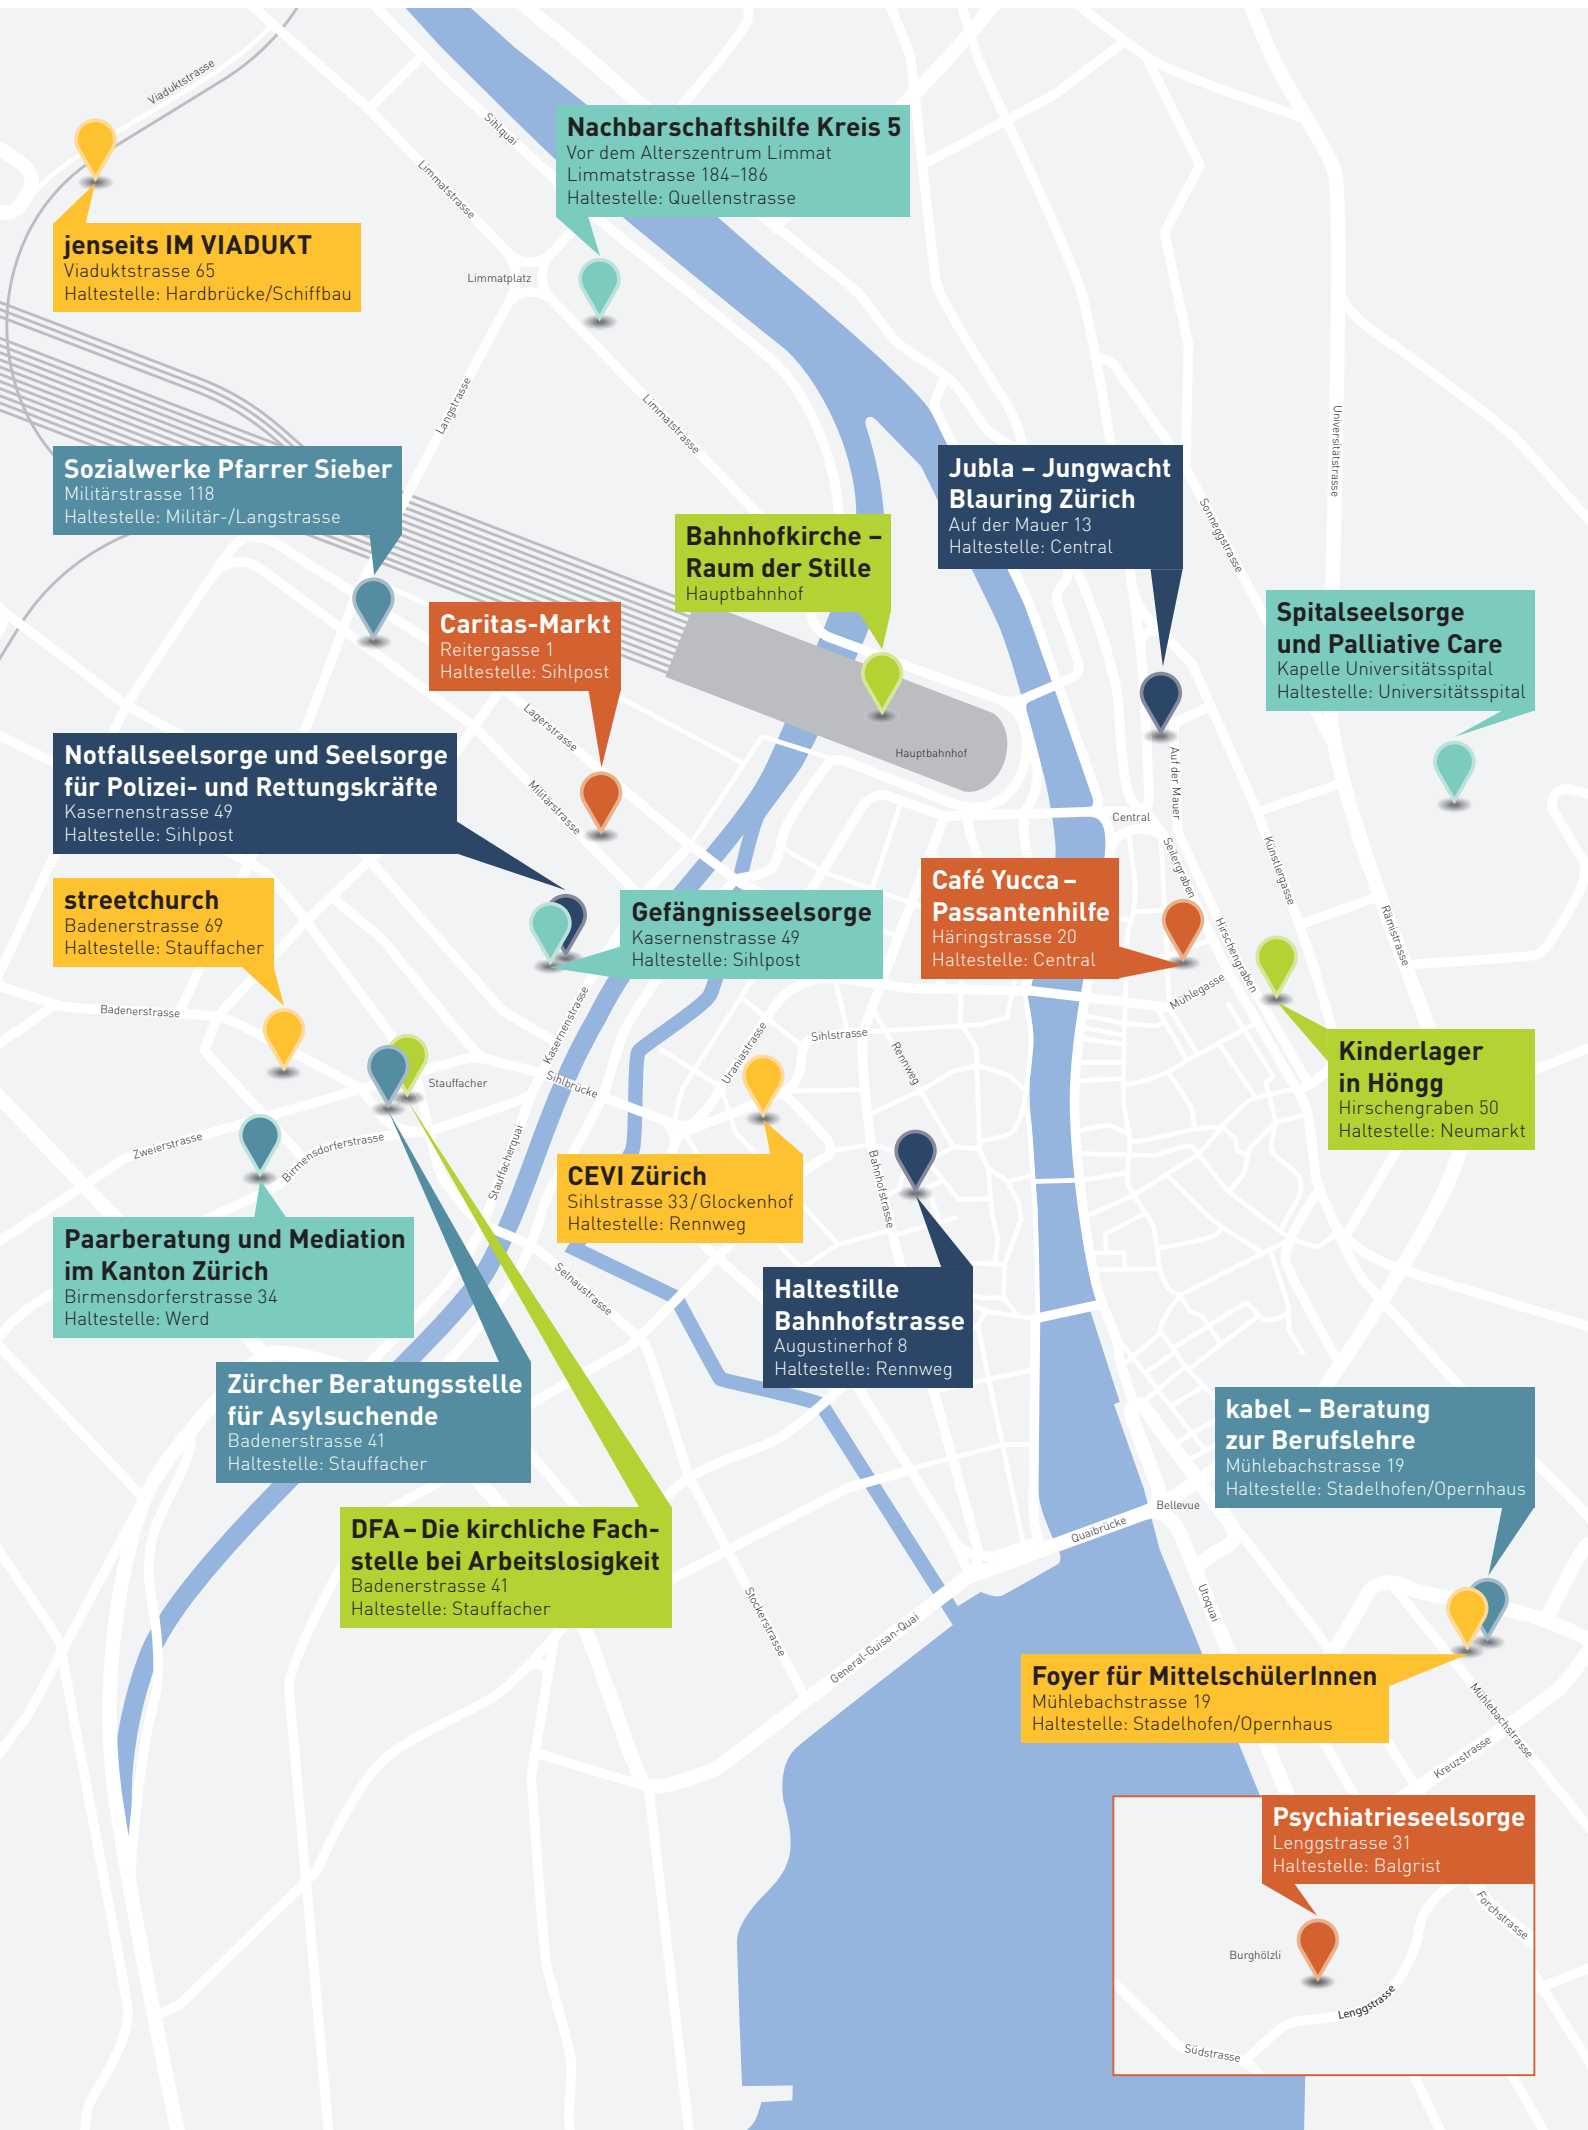 Viaduktstrasse
Sihlquai
Limmatstrasse
Nachbarschaftshilfe Kreis 5
Vor dem Alterszentrum Limmat
Limmatstrasse 184–186
Haltestelle: Quellenstrasse
jenseits IM VIADUKT
Viaduktstrasse 65
Haltestelle: Hardbrücke/Schiffbau
Limmatplatz
Langstrasse
Limmatstrasse
Universitätstrasse
Sozialwerke Pfarrer Sieber
Militärstrasse 118
Haltestelle: Militär-/Langstrasse
Jubla – Jungwacht
Blauring Zürich
Auf der Mauer 13
Haltestelle: Central
Sonneggstrasse
Bahnhofkirche –
Raum der Stille
Hauptbahnhof
Caritas-Markt
Reitergasse 1
Haltestelle: Sihlpost
Spitalseelsorge
und Palliative Care
Kapelle Universitätsspital
Haltestelle: Universitätsspital
Lagerstrasse
Militärstrasse
Hauptbahnhof
Auf der Mauer
Notfallseelsorge und Seelsorge
für Polizei- und Rettungskräfte
Kasernenstrasse 49
Haltestelle: Sihlpost
Central
Seilergraben
Künstlergasse
Rämistrasse
streetchurch
Badenerstrasse 69
Haltestelle: Stauffacher
Gefängnisseelsorge
Kasernenstrasse 49
Haltestelle: Sihlpost
Café Yucca –
Passantenhilfe
Häringstrasse 20
Haltestelle: Central
Hirschengraben
Mühlegasse
Badenerstrasse
Kasernenstrasse
Uraniastrasse
Sihlstrasse
Rennweg
Kinderlager
in Höngg
Hirschengraben 50
Haltestelle: Neumarkt
Stauffacher
Sihlbrücke
Zweierstrasse
Birmensdorferstrasse
Stauffacherquai
Bahnhofstrasse
CEVI Zürich
Sihlstrasse 33/Glockenhof
Haltestelle: Rennweg
Paarberatung und Mediation
im Kanton Zürich
Birmensdorferstrasse 34
Haltestelle: Werd
Selnaustrasse
Haltestille
Bahnhofstrasse
Augustinerhof 8
Haltestelle: Rennweg
Zürcher Beratungsstelle
für Asylsuchende
Badenerstrasse 41
Haltestelle: Stauffacher
kabel – Beratung
zur Berufslehre
Mühlebachstrasse 19
Haltestelle: Stadelhofen/Opernhaus
Bellevue
Quaibrücke
DFA – Die kirchliche Fach-
stelle bei Arbeitslosigkeit
Badenerstrasse 41
Haltestelle: Stauffacher
Stockerstrasse
General-Guisan-Quai
Utoquai
Foyer für MittelschülerInnen
Mühlebachstrasse 19
Haltestelle: Stadelhofen/Opernhaus
Mühlebachstrasse
Kreuzstrasse
Psychiatrieseelsorge
Lenggstrasse 31
Haltestelle: Balgrist
Forchstrasse
Burghölzli
Lenggstrasse
Südstrasse